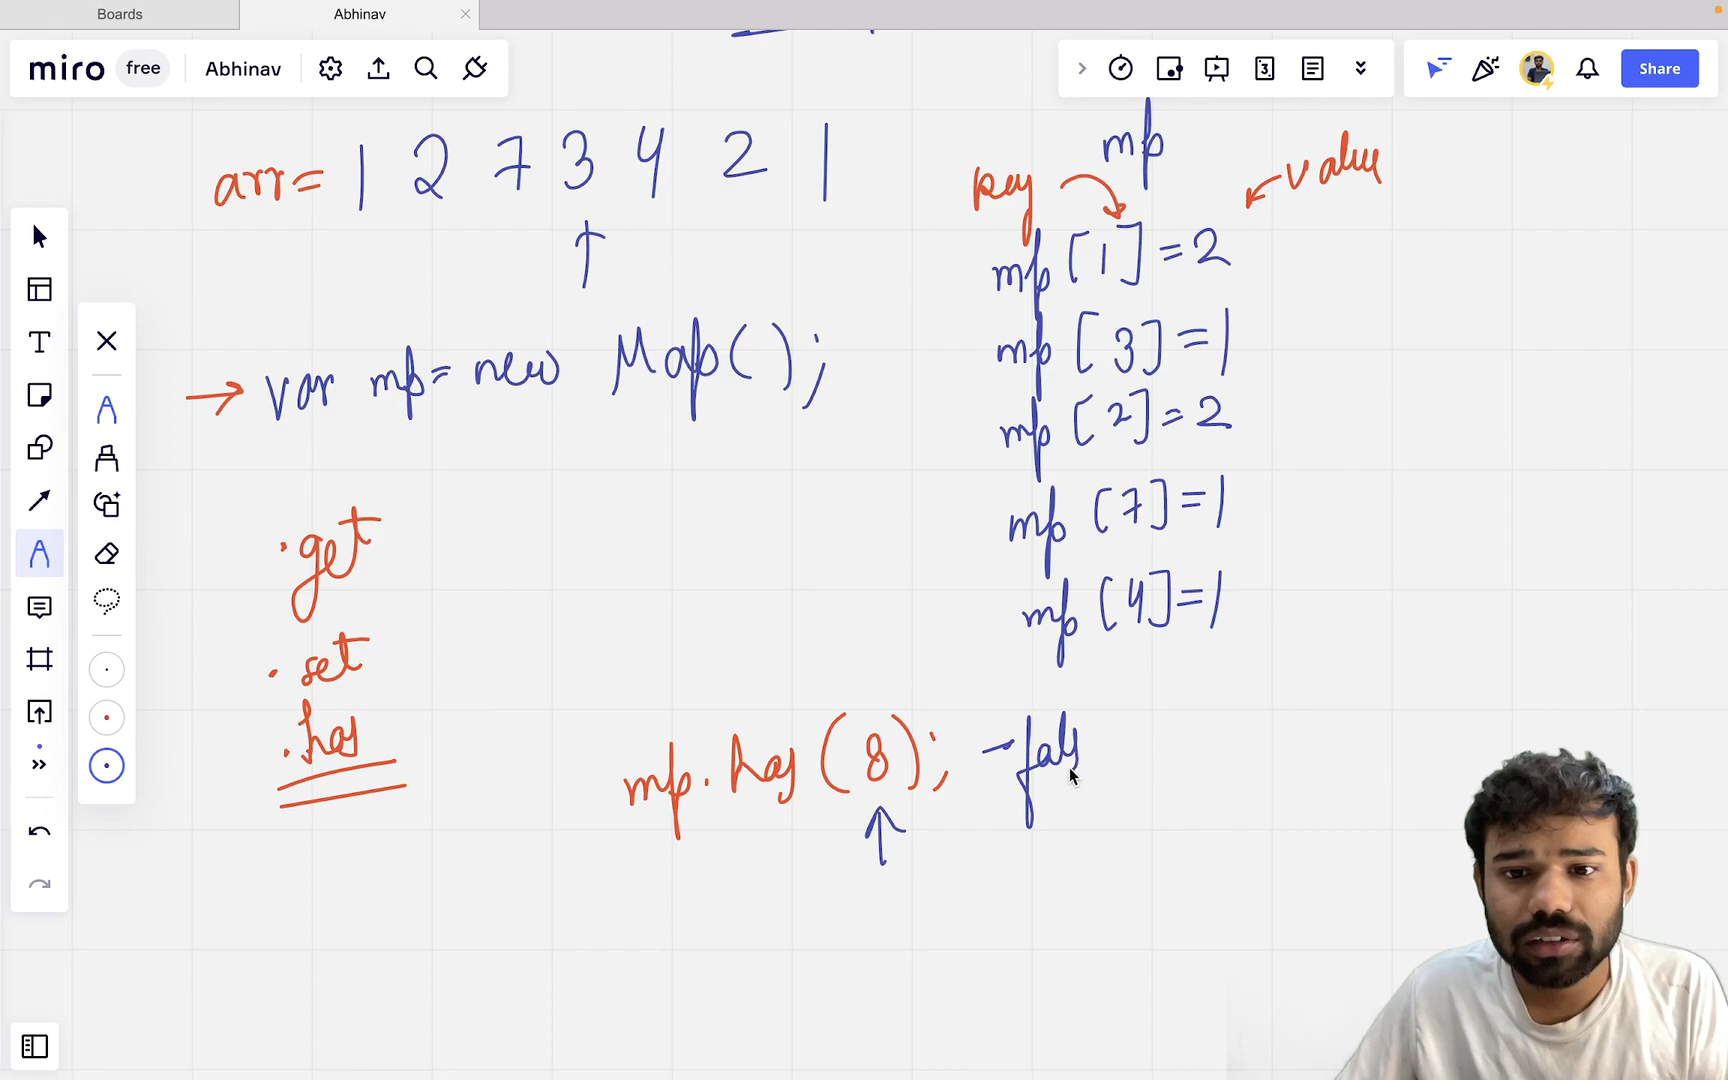 Boards
Abhinav
miro free Abhinav
Share
arr = 1 2 7 3 4 2 1
mp
key
value
mp [1] = 2
mp [3] = 1
mp [2] = 2
mp [7] = 1
mp [4] = 1
→ var mp = new Map();
.get
.set
.has
mp.has(8); - fals